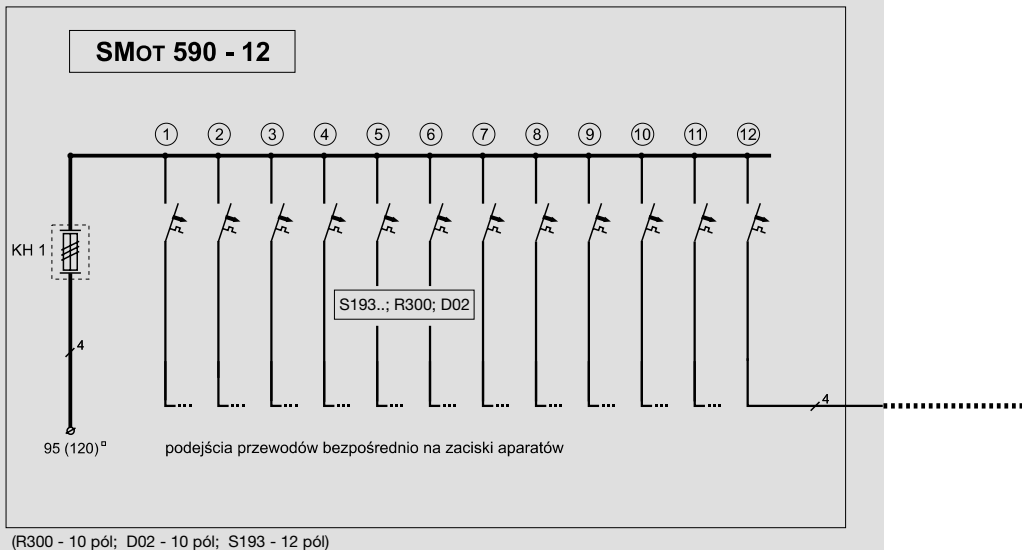 SMOT 590 - 12
1 2 3 4 5 6 7 8 9 10 11 12
KH 1
S193..; R300; D02
4
4
95 (120)¤
podejścia przewodów bezpośrednio na zaciski aparatów
(R300 - 10 pól; D02 - 10 pól; S193 - 12 pól)